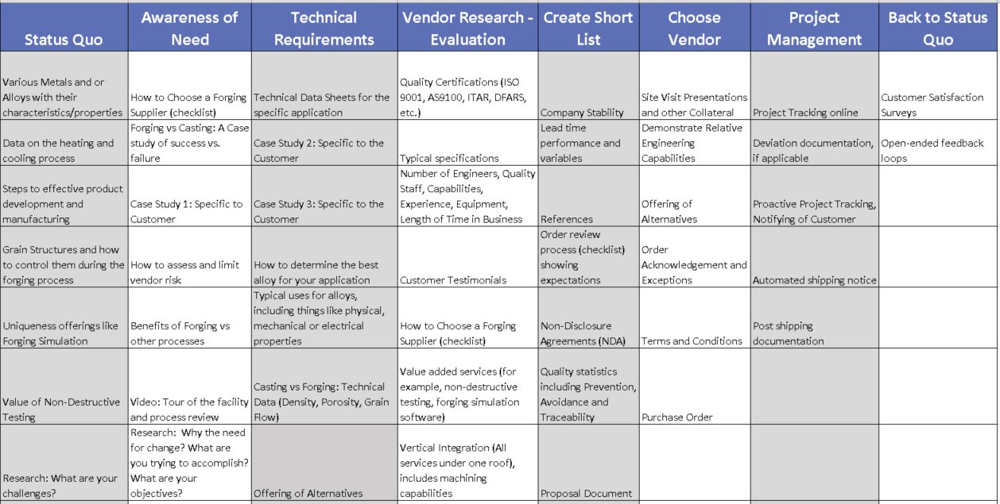 Status Quo
Awareness of
Need
Technical
Requirements
Vendor Research -
Evaluation
Create Short
List
Choose
Vendor
Project
Management
Back to Status
Quo
Various Metals and or
Alloys with their
characteristics/properties
How to Choose a Forging
Supplier (checklist)
Technical Data Sheets for the
specific application
Quality Certifications (ISO
9001, AS9100, ITAR, DFARS,
etc.)
Company Stability
Site Visit Presentations
and other Collateral
Project Tracking online
Customer Satisfaction
Surveys
Data on the heating and
cooling process
Forging vs Casting: A Case
study of success vs.
failure
Case Study 2: Specific to the
Customer
Typical specifications
Lead time
performance and
variables
Demonstrate Relative
Engineering
Capabilities
Deviation documentation,
if applicable
Open-ended feedback
loops
Steps to effective product
development and
manufacturing
Case Study 1: Specific to
Customer
Case Study 3: Specific to the
Customer
Number of Engineers, Quality
Staff, Capabilities,
Experience, Equipment,
Length of Time in Business
References
Offering of
Alternatives
Proactive Project Tracking,
Notifying of Customer
Grain Structures and how
to control them during the
forging process
How to assess and limit
vendor risk
How to determine the best
alloy for your application
Customer Testimonials
Order review
process (checklist)
showing
expectations
Order
Acknowledgement and
Exceptions
Automated shipping notice
Uniqueness offerings like
Forging Simulation
Benefits of Forging vs
other processes
Typical uses for alloys,
including things like physical,
mechanical or electrical
properties
How to Choose a Forging
Supplier (checklist)
Non-Disclosure
Agreements (NDA)
Terms and Conditions
Post shipping
documentation
Value of Non-Destructive
Testing
Video: Tour of the facility
and process review
Casting vs Forging: Technical
Data (Density, Porosity, Grain
Flow)
Value added services (for
example, non-destructive
testing, forging simulation
software)
Quality statistics
including Prevention,
Avoidance and
Traceability
Purchase Order
Research: What are your
challenges?
Research: Why the need
for change? What are
you trying to accomplish?
What are your
objectives?
Offering of Alternatives
Vertical Integration (All
services under one roof),
includes machining
capabilities
Proposal Document